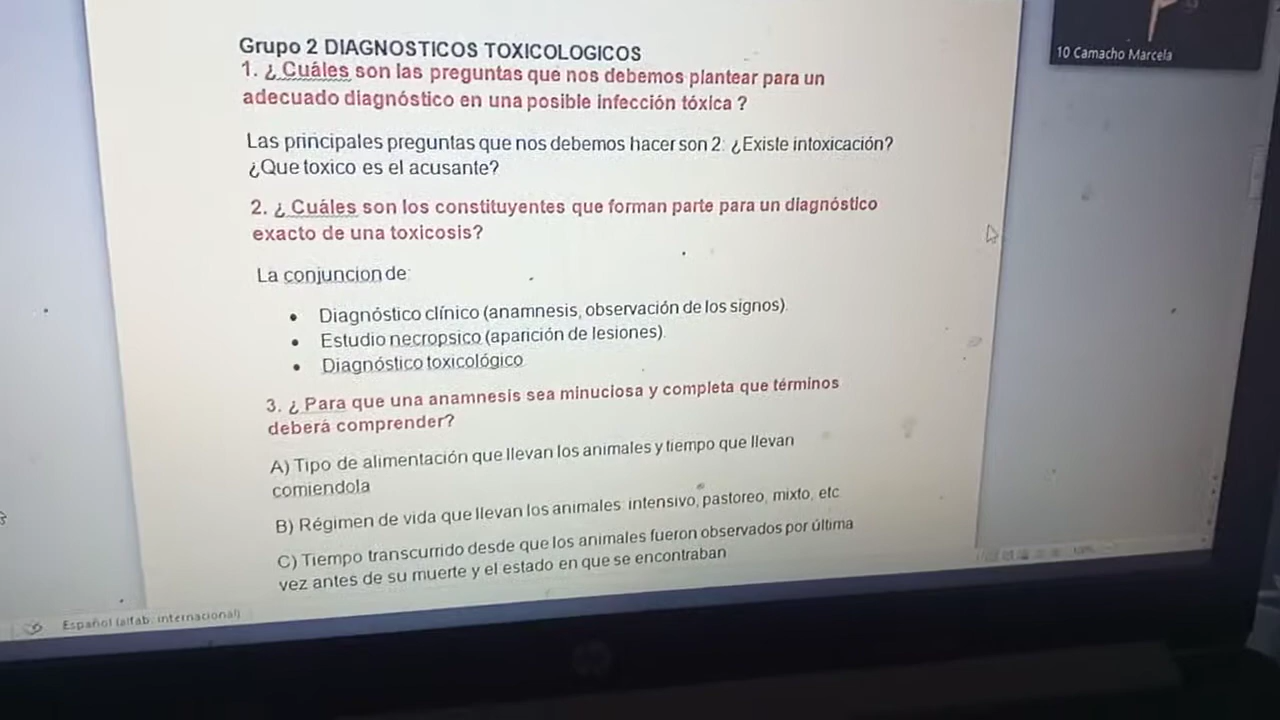 Grupo 2 DIAGNOSTICOS TOXICOLOGICOS
1. ¿ Cuáles son las preguntas que nos debemos plantear para un
adecuado diagnóstico en una posible infección tóxica ?
Las principales preguntas que nos debemos hacer son 2: ¿Existe intoxicación?
¿Que toxico es el acusante?
2. ¿ Cuáles son los constituyentes que forman parte para un diagnóstico
exacto de una toxicosis?
La conjuncion de:
• Diagnóstico clínico (anamnesis, observación de los signos).
• Estudio necropsico (aparición de lesiones).
• Diagnóstico toxicológico
3. ¿ Para que una anamnesis sea minuciosa y completa que términos
deberá comprender?
A) Tipo de alimentación que llevan los animales y tiempo que llevan
comiendola
B) Régimen de vida que llevan los animales: intensivo, pastoreo, mixto, etc
C) Tiempo transcurrido desde que los animales fueron observados por última
vez antes de su muerte y el estado en que se encontraban
10 Camacho Marcela
Español (alfab. internacional)